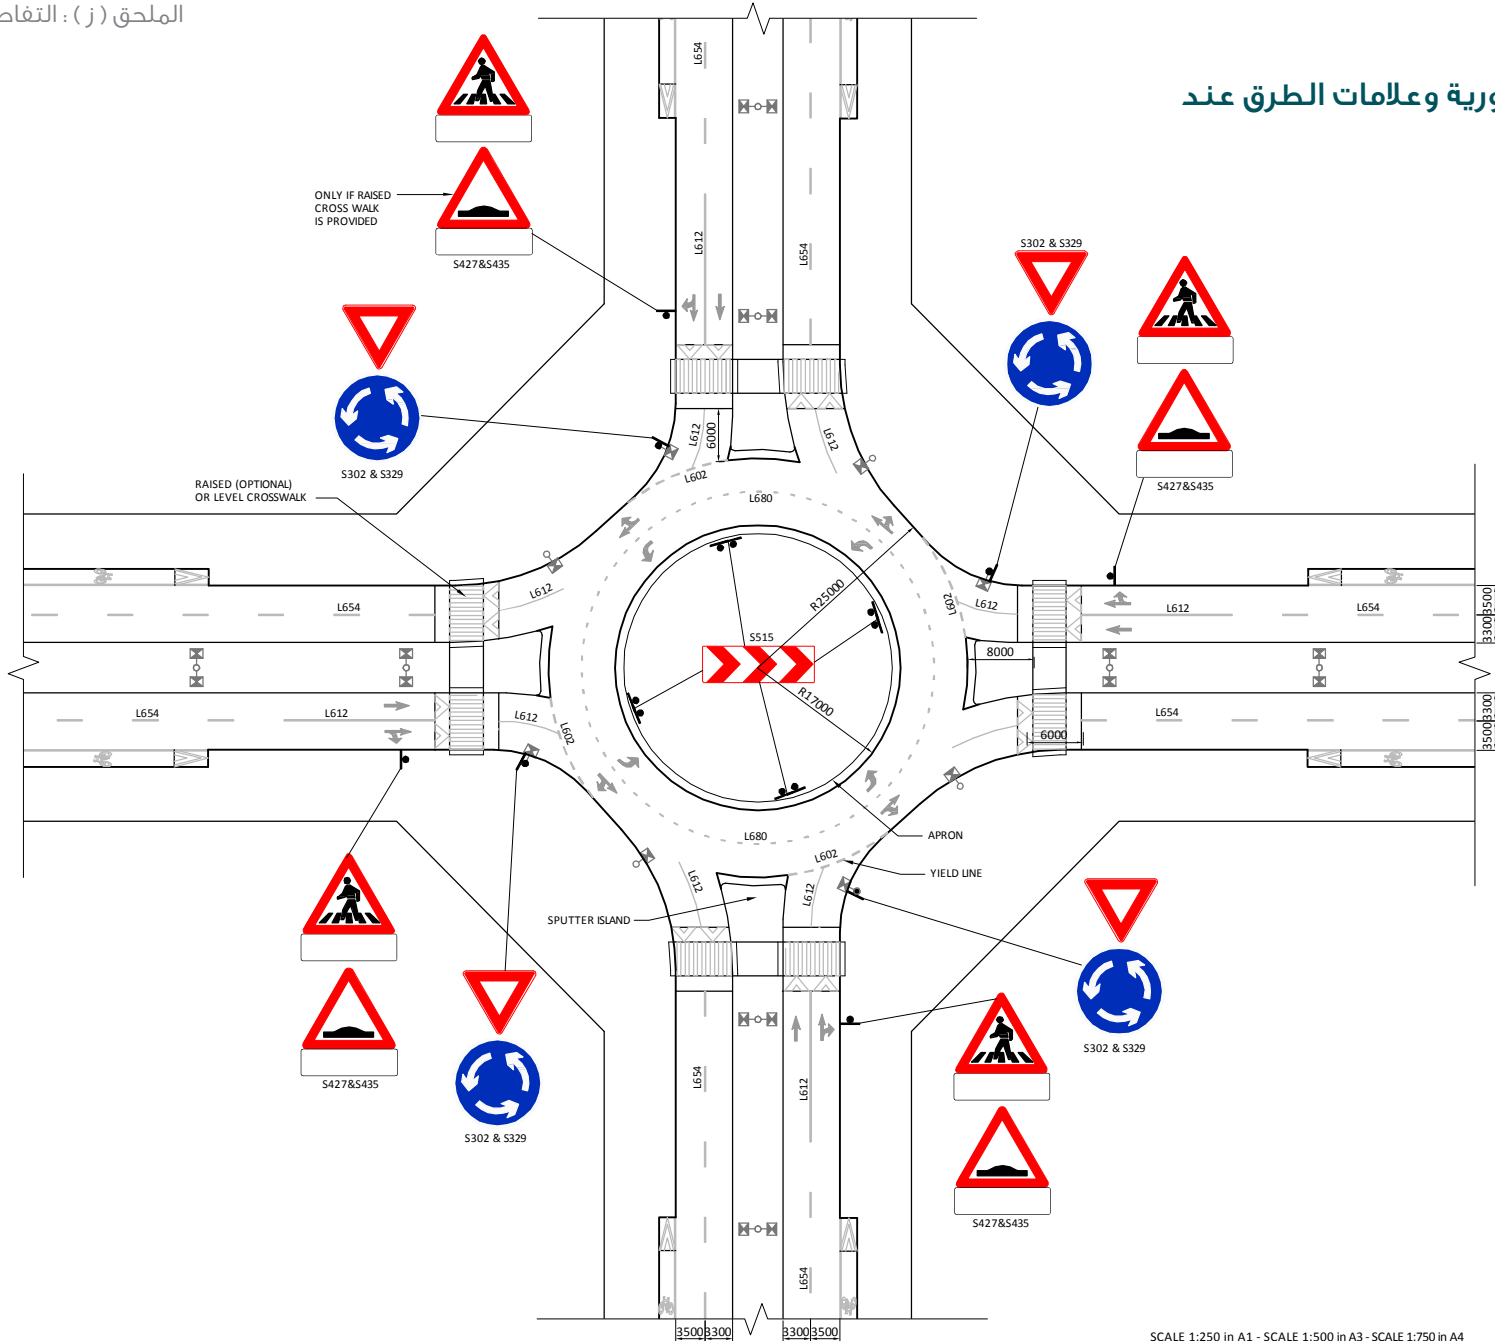 الملحق ( ز ) :
ورية وعلامات الطرق عند
L654
L654
ONLY IF RAISED
CROSS WALK
IS PROVIDED
S427&S435
L612
L654
S302 & S329
S427&S435
S302 & S329
RAISED (OPTIONAL)
OR LEVEL CROSSWALK
L612
6000
L612
L602
L680
L612
L654
R25000
L602
L612
L612
L654
3500
3300
S515
8000
R17000
L654
L612
L612
L602
L654
6000
3300
3500
L680
APRON
L602
YIELD LINE
L612
L612
SPUTTER ISLAND
S427&S435
S302 & S329
S302 & S329
L654
L612
S427&S435
L654
3500
3300
3300
3500
SCALE 1:250 in A1 - SCALE 1:500 in A3 - SCALE 1:750 in A4